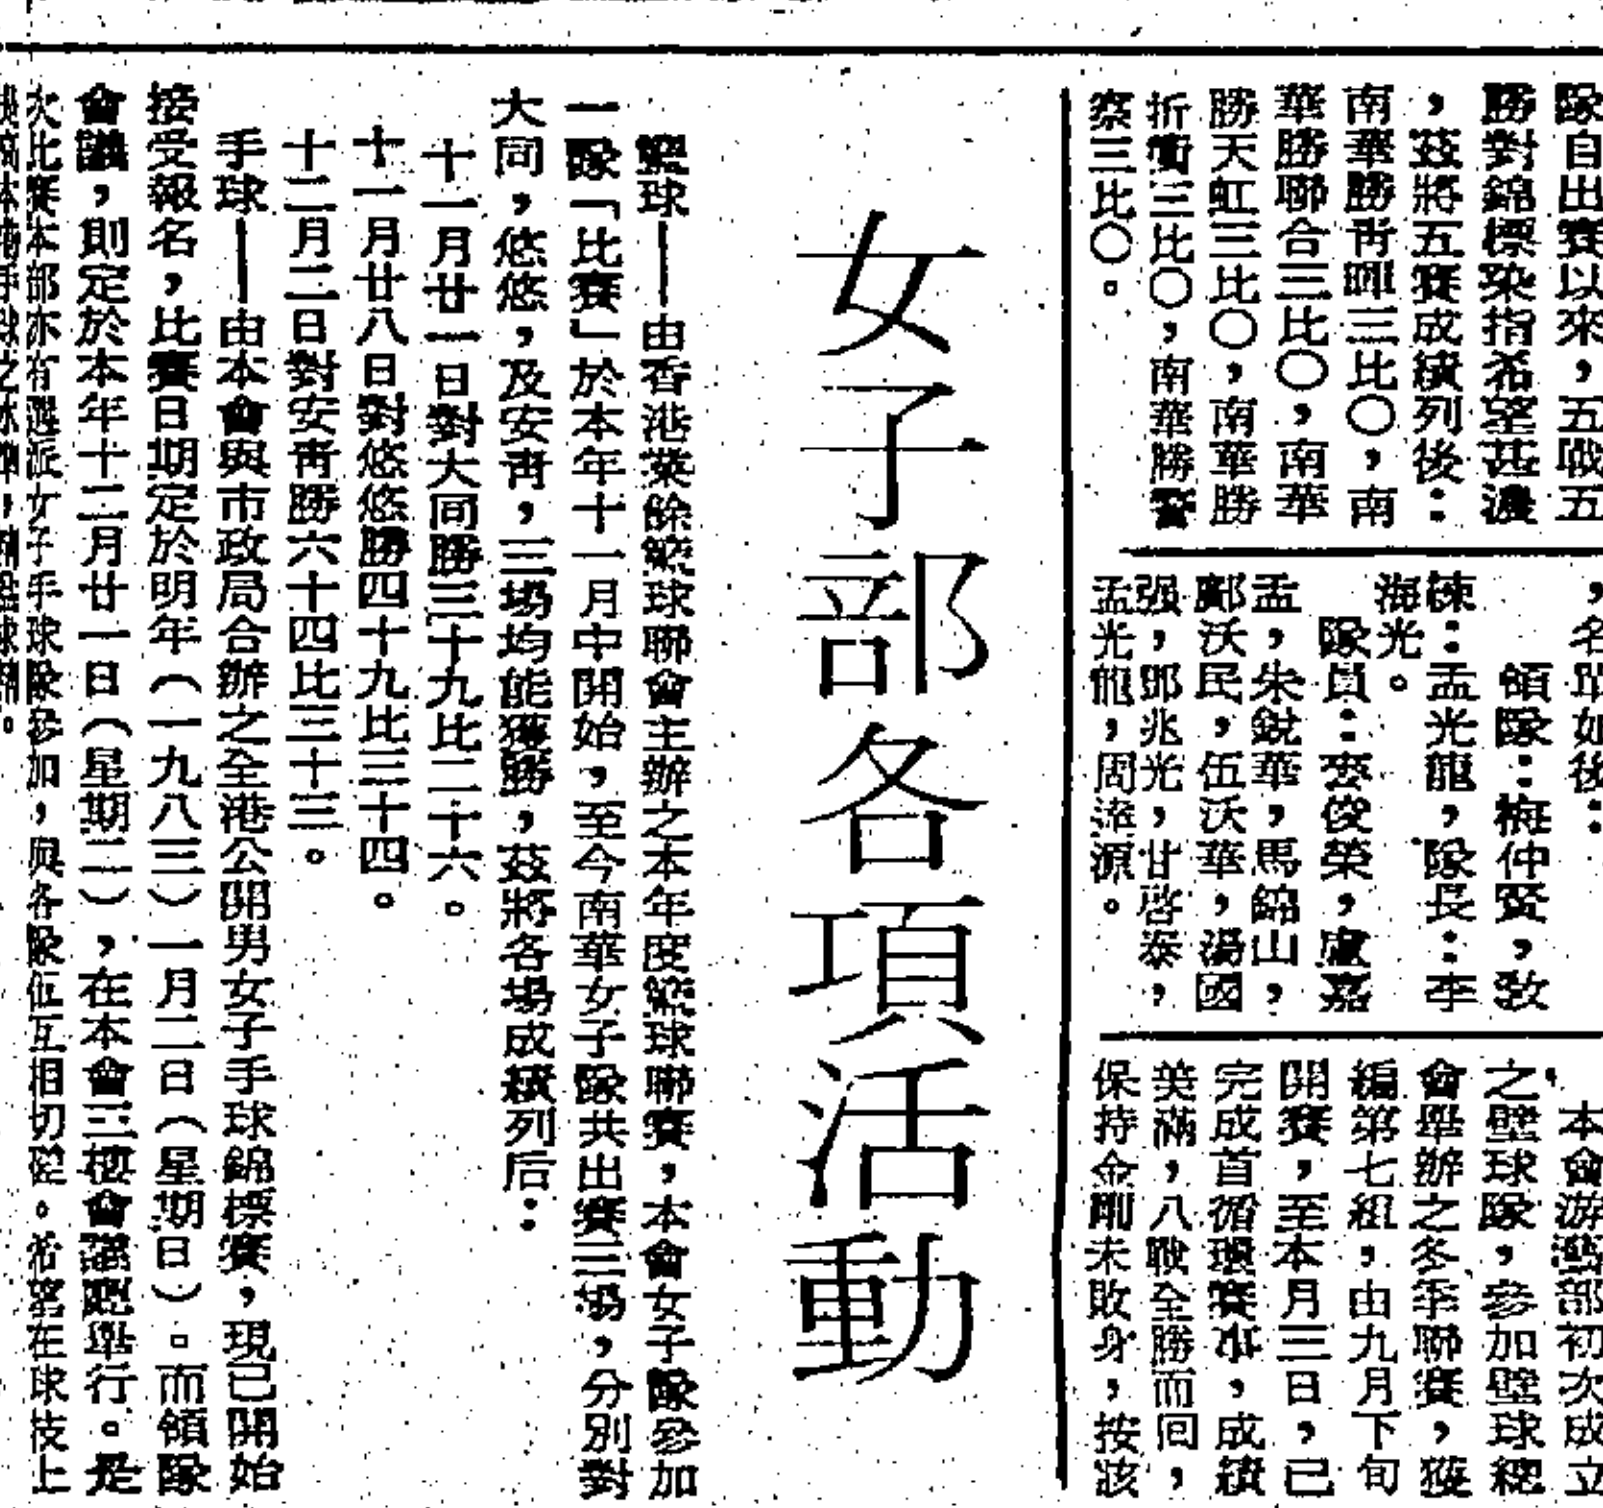 隊自出賽以來，五戰五
勝對錦標染指希望甚濃
，茲將五賽成績列後：
南華勝青暉三比〇，南
華勝聯合三比〇，南華
勝天虹三比〇，南華勝
折衝三比〇，南華勝警
察三比〇。
，名單如後：
領隊：梅仲賢，教
練：孟光龍，隊長：李
海光。
隊員：麥俊榮，盧嘉
孟，朱銳華，馬錦山，
鄺沃民，伍沃華，湯國
强，鄧兆光，甘啓泰，
孟光龍，周達源。
本會游藝部初次成立
之壁球隊，參加壁球總
會舉辦之冬季聯賽，獲
編第七組，由九月下旬
開賽，至本月三日，已
完成首循環賽事，成績
美滿，八戰全勝而回，
保持金剛未敗身，按該
女子部各項活動
籃球——由香港業餘籃球聯會主辦之本年度籃球聯賽，本會女子隊參加
一隊「比賽」於本年十一月中開始，至今南華女子隊共出賽三場，分別對
大同，悠悠，及安青，三場均能獲勝，茲將各場成績列后：
十一月廿一日對大同勝三十九比二十六。
十一月廿八日對悠悠勝四十九比三十四。
十二月二日對安青勝六十四比三十三。
手球——由本會與市政局合辦之全港公開男女子手球錦標賽，現已開始
接受報名，比賽日期定於明年（一九八三）一月二日（星期日）。而領隊
會議，則定於本年十二月廿一日（星期二），在本會三樓會議廳舉行。是
次比賽本部亦有選派女子手球隊參加，與各隊伍互相切磋。希望在球技上